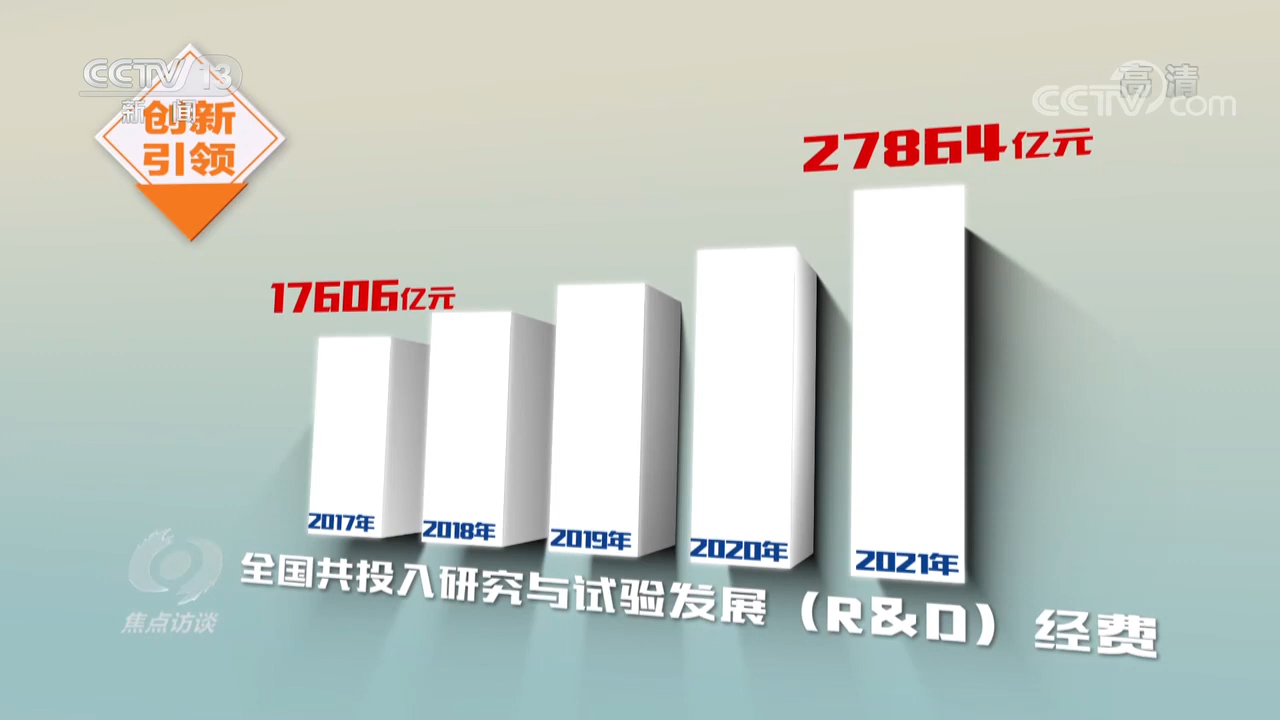 CCTV 13
新闻
创新
引领
高清
CCTV.com
27864亿元
17606亿元
2017年
2018年
2019年
2020年
2021年
全国共投入研究与试验发展（R&D）经费
焦点访谈